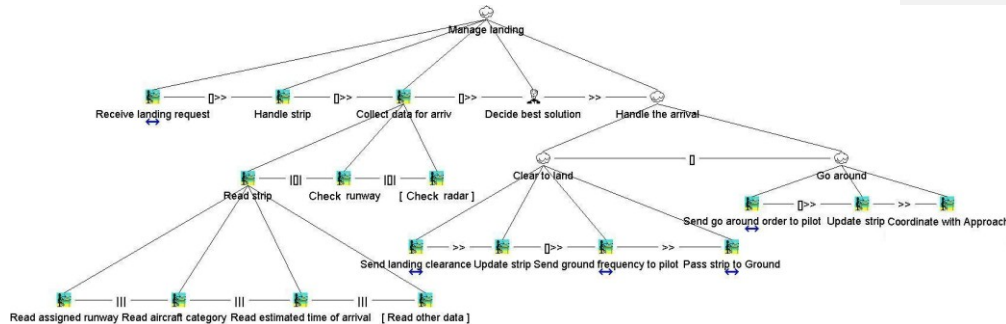 Manage landing
[]>> []>> []>> >>
Receive landing request Handle strip Collect data for arriv Decide best solution Handle the arrival
[]
Clear to land Go around
|[]| |[]|
Read strip Check runway [ Check radar ]
[]>> >>
Send go around order to pilot Update strip Coordinate with Approach
>> []>> >>
Send landing clearance Update strip Send ground frequency to pilot Pass strip to Ground
||| ||| |||
Read assigned runway Read aircraft category Read estimated time of arrival [ Read other data ]